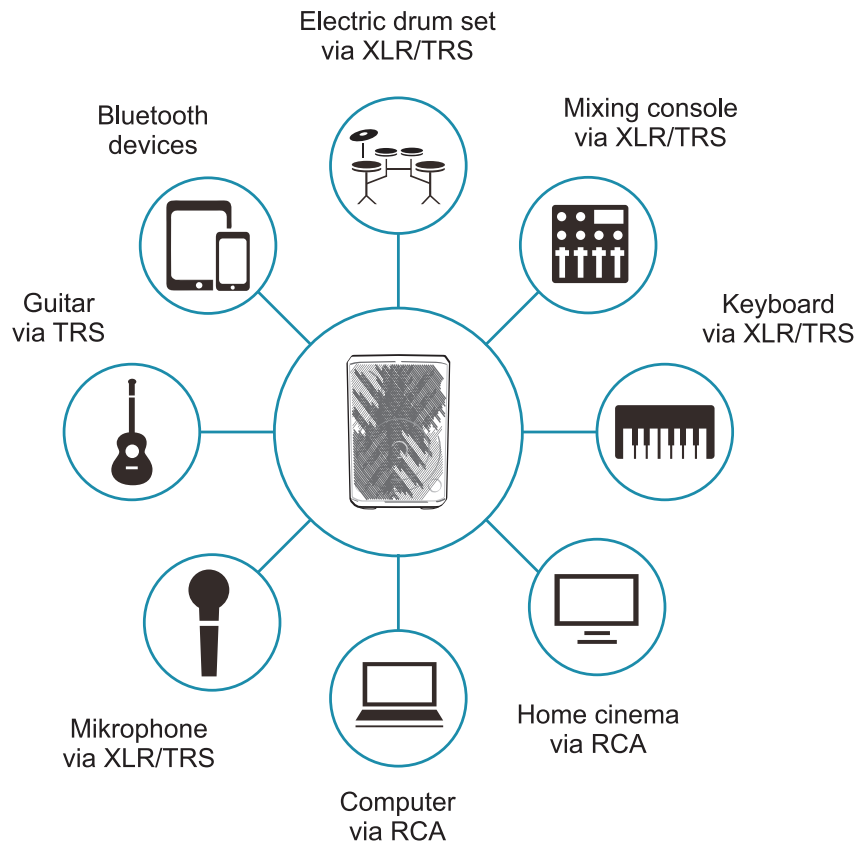 Electric drum set
via XLR/TRS
Bluetooth
devices
Mixing console
via XLR/TRS
Guitar
via TRS
Keyboard
via XLR/TRS
Mikrophone
via XLR/TRS
Home cinema
via RCA
Computer
via RCA